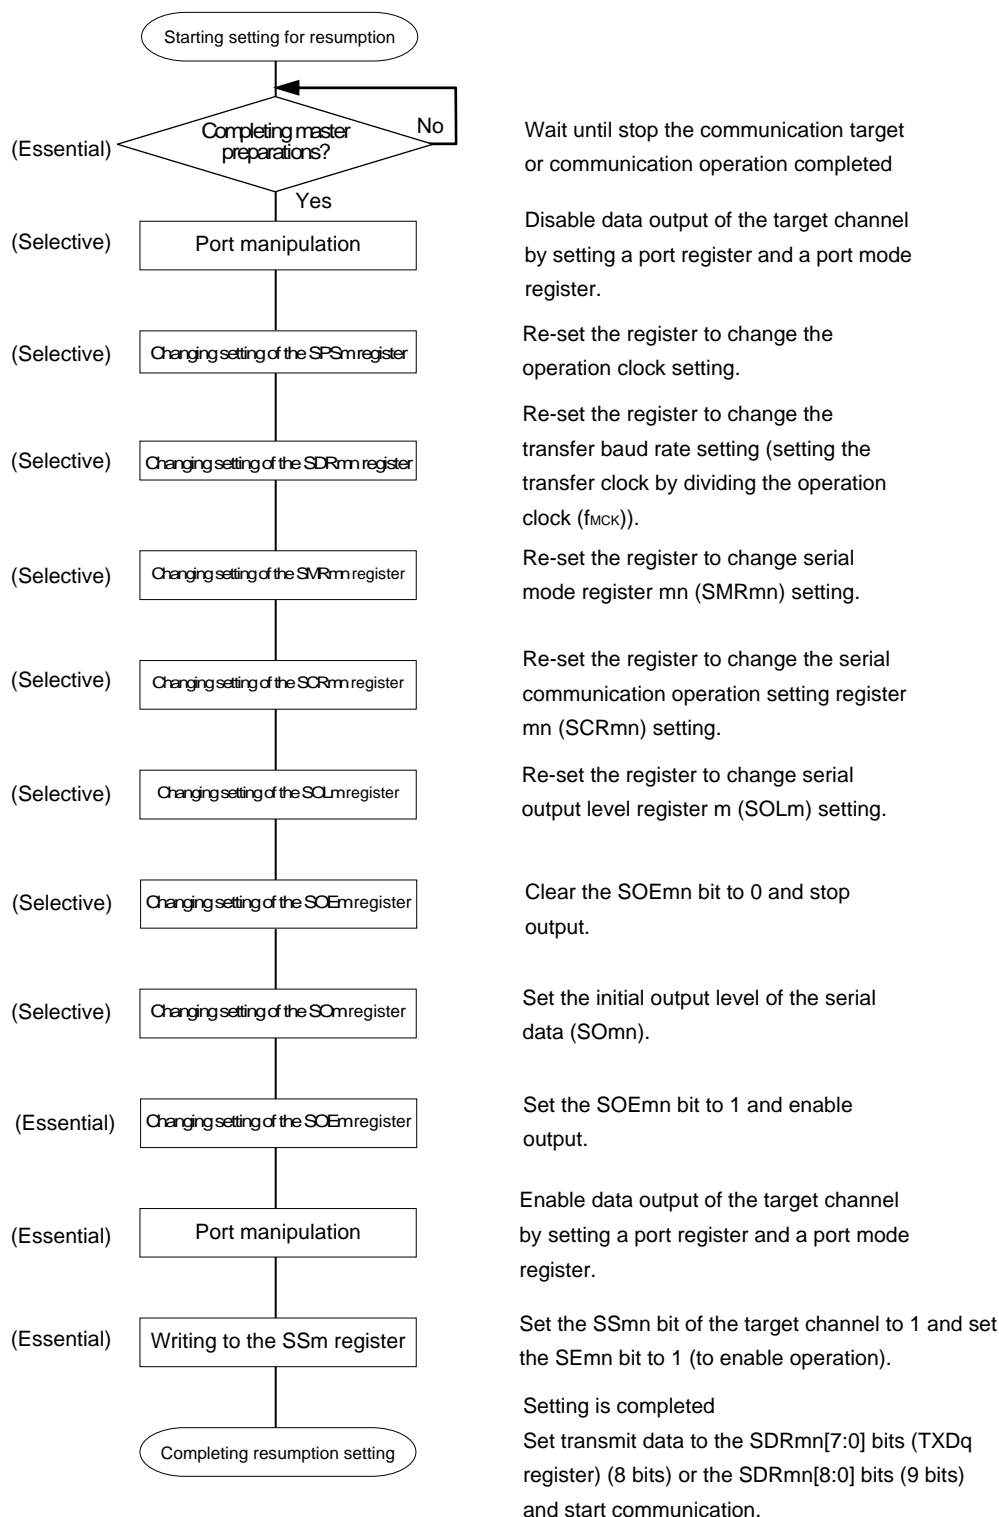 Starting setting for resumption
(Essential)
Completing master
preparations?
No
Wait until stop the communication target
or communication operation completed
Yes
(Selective)
Port manipulation
Disable data output of the target channel
by setting a port register and a port mode
register.
(Selective)
Changing setting of the SPSm register
Re-set the register to change the
operation clock setting.
(Selective)
Changing setting of the SDRmn register
Re-set the register to change the
transfer baud rate setting (setting the
transfer clock by dividing the operation
clock (fMCK)).
(Selective)
Changing setting of the SMRmn register
Re-set the register to change serial
mode register mn (SMRmn) setting.
(Selective)
Changing setting of the SCRmn register
Re-set the register to change the serial
communication operation setting register
mn (SCRmn) setting.
(Selective)
Changing setting of the SOLm register
Re-set the register to change serial
output level register m (SOLm) setting.
(Selective)
Changing setting of the SOEm register
Clear the SOEmn bit to 0 and stop
output.
(Selective)
Changing setting of the SOm register
Set the initial output level of the serial
data (SOmn).
(Essential)
Changing setting of the SOEm register
Set the SOEmn bit to 1 and enable
output.
(Essential)
Port manipulation
Enable data output of the target channel
by setting a port register and a port mode
register.
(Essential)
Writing to the SSm register
Set the SSmn bit of the target channel to 1 and set
the SEmn bit to 1 (to enable operation).
Completing resumption setting
Setting is completed
Set transmit data to the SDRmn[7:0] bits (TXDq
register) (8 bits) or the SDRmn[8:0] bits (9 bits)
and start communication.